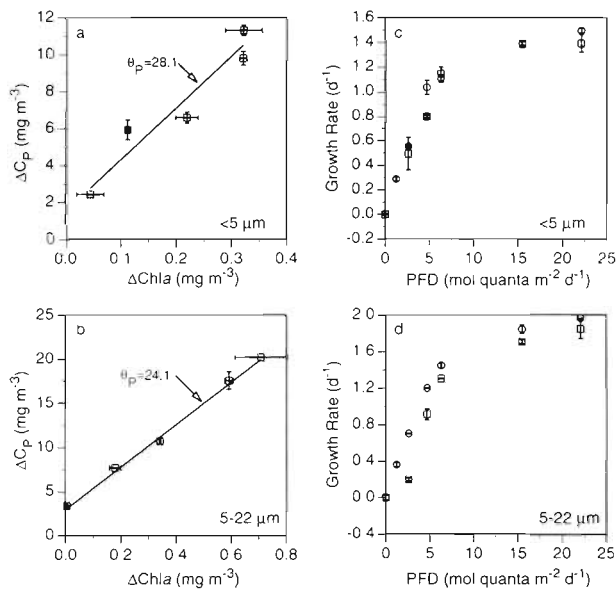 a
12
10
8
6
4
2
0
ΔCP (mg m-3)
θP=28.1
<5 µm
0.0 0.1 0.2 0.3 0.4
ΔChla (mg m-3)
c
1.6
1.4
1.2
1.0
0.8
0.6
0.4
0.2
0.0
-0.2
Growth Rate (d-1)
<5 µm
0 5 10 15 20 25
PFD (mol quanta m-2 d-1)
b
25
20
15
10
5
0
ΔCP (mg m-3)
θP=24.1
5-22 µm
0.0 0.2 0.4 0.6 0.8
ΔChla (mg m-3)
d
2.0
1.6
1.2
0.8
0.4
0.0
-0.4
Growth Rate (d-1)
5-22 µm
0 5 10 15 20 25
PFD (mol quanta m-2 d-1)